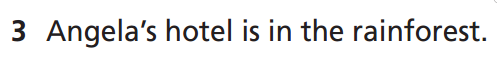 3 Angela’s hotel is in the rainforest.